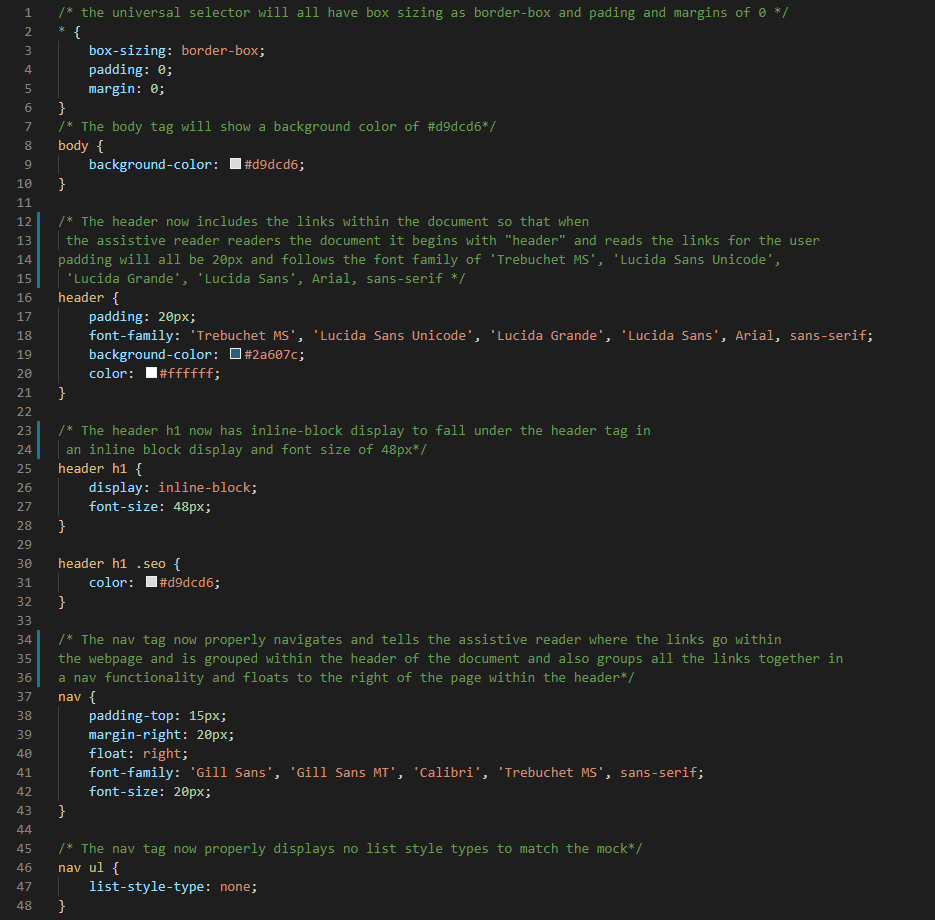 1 /* the universal selector will all have box sizing as border-box and pading and margins of 0 */
2 * {
3     box-sizing: border-box;
4     padding: 0;
5     margin: 0;
6 }
7 /* The body tag will show a background color of #d9dcd6*/
8 body {
9     background-color: #d9dcd6;
10 }
11
12 /* The header now includes the links within the document so that when
13  the assistive reader readers the document it begins with "header" and reads the links for the user
14 padding will all be 20px and follows the font family of 'Trebuchet MS', 'Lucida Sans Unicode',
15  'Lucida Grande', 'Lucida Sans', Arial, sans-serif */
16 header {
17     padding: 20px;
18     font-family: 'Trebuchet MS', 'Lucida Sans Unicode', 'Lucida Grande', 'Lucida Sans', Arial, sans-serif;
19     background-color: #2a607c;
20     color: #ffffff;
21 }
22
23 /* The header h1 now has inline-block display to fall under the header tag in
24  an inline block display and font size of 48px*/
25 header h1 {
26     display: inline-block;
27     font-size: 48px;
28 }
29
30 header h1 .seo {
31     color: #d9dcd6;
32 }
33
34 /* The nav tag now properly navigates and tells the assistive reader where the links go within
35 the webpage and is grouped within the header of the document and also groups all the links together in
36 a nav functionality and floats to the right of the page within the header*/
37 nav {
38     padding-top: 15px;
39     margin-right: 20px;
40     float: right;
41     font-family: 'Gill Sans', 'Gill Sans MT', 'Calibri', 'Trebuchet MS', sans-serif;
42     font-size: 20px;
43 }
44
45 /* The nav tag now properly displays no list style types to match the mock*/
46 nav ul {
47     list-style-type: none;
48 }